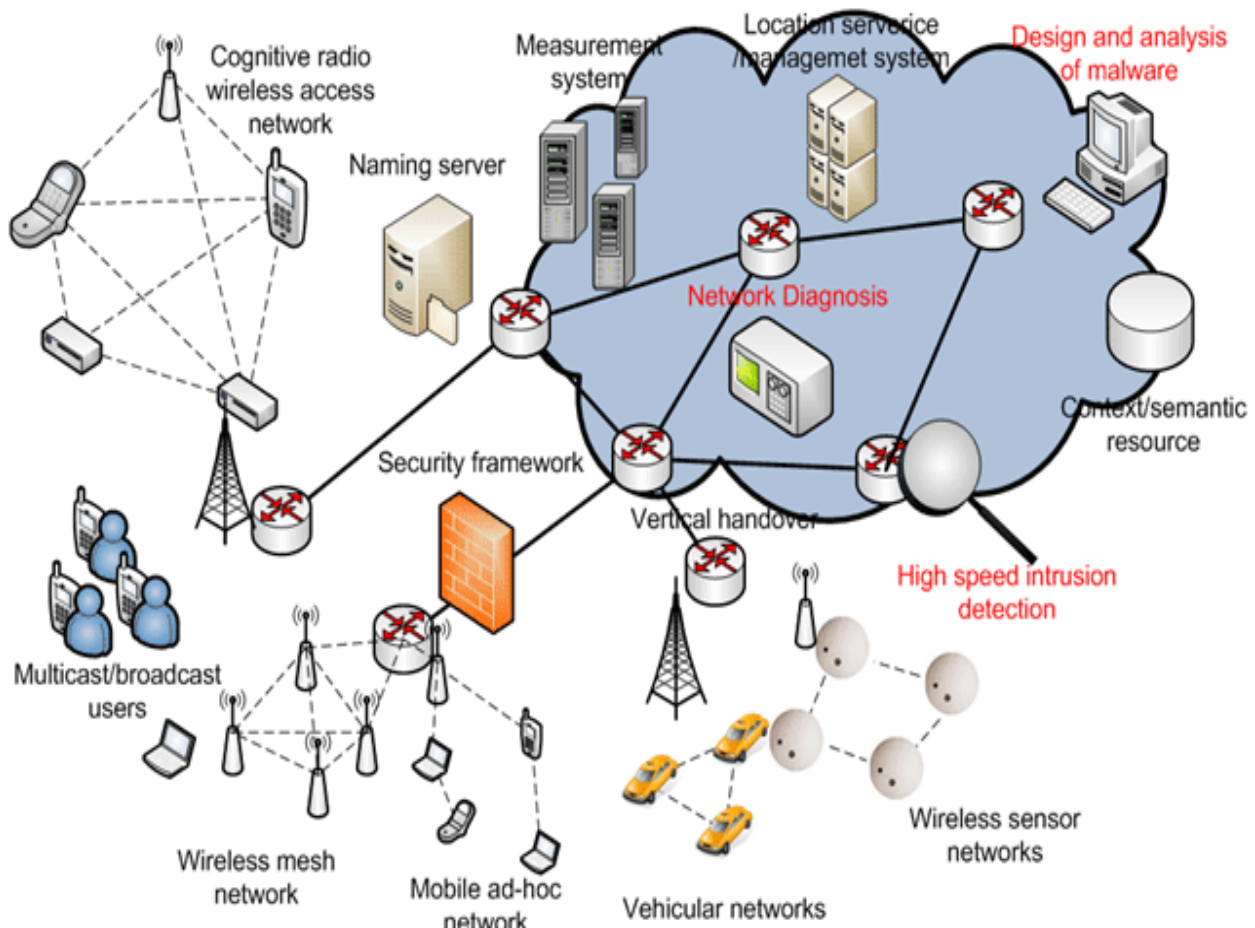 Cognitive radio
wireless access
network
Measurement
system
Location serverice
/managemet system
Design and analysis
of malware
Naming server
Network Diagnosis
Context/semantic
resource
Security framework
Vertical handover
High speed intrusion
detection
Multicast/broadcast
users
Wireless mesh
network
Mobile ad-hoc
network
Vehicular networks
Wireless sensor
networks